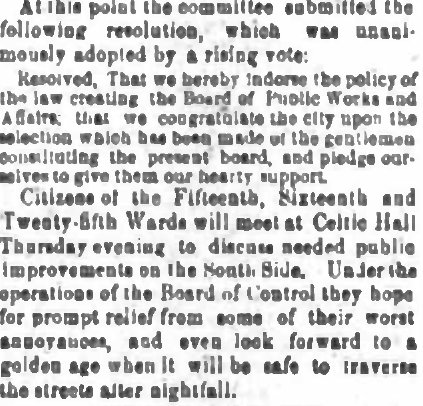 At this point the committee submitted the
following resolution, which was unani-
mously adopted by a rising vote:
Resolved, That we hereby indorse the policy of
the law creating the Board of Public Works and
Affairs; that we congratulate the city upon the
selection which has been made of the gentlemen
constituting the present board, and pledge our-
selves to give them our hearty support.
Citizens of the Fifteenth, Sixteenth and
Twenty-fifth Wards will meet at Celtic Hall
Thursday evening to discuss needed public
improvements on the South Side. Under the
operations of the Board of Control they hope
for prompt relief from some of their worst
annoyances, and even look forward to a
golden age when it will be safe to traverse
the streets after nightfall.